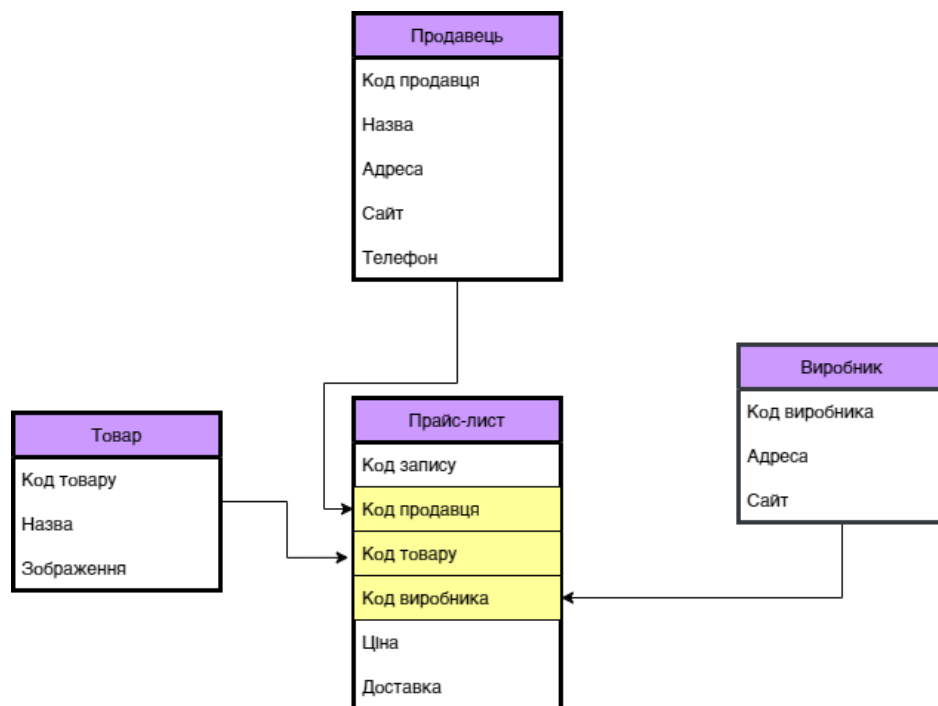 Продавець
Код продавця
Назва
Адреса
Сайт
Телефон
Товар
Код товару
Назва
Зображення
Прайс-лист
Код запису
Код продавця
Код товару
Код виробника
Ціна
Доставка
Виробник
Код виробника
Адреса
Сайт